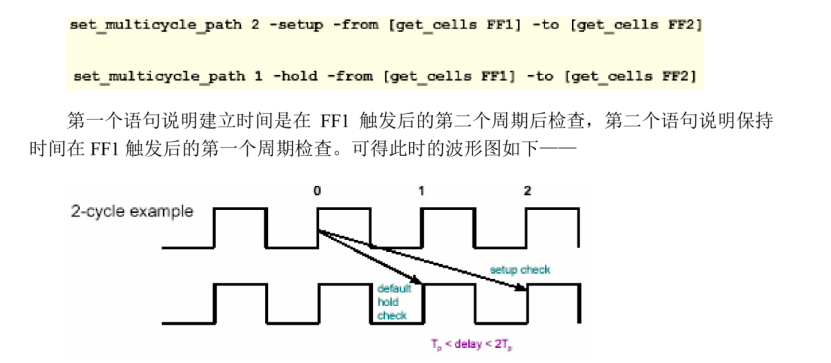 set_multicycle_path 2 -setup -from [get_cells FF1] -to [get_cells FF2]
set_multicycle_path 1 -hold -from [get_cells FF1] -to [get_cells FF2]
第一个语句说明建立时间是在 FF1 触发后的第二个周期后检查，第二个语句说明保持
时间在 FF1 触发后的第一个周期检查。可得此时的波形图如下——
0 1 2
2-cycle example
setup check
default
hold
check
Tp < delay < 2Tp